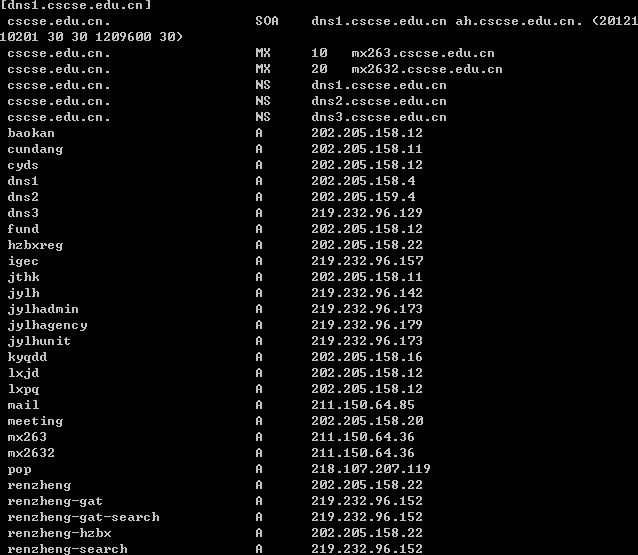 [dns1.cscse.edu.cn]
cscse.edu.cn. SOA dns1.cscse.edu.cn ah.cscse.edu.cn. (20121
10201 30 30 1209600 30)
cscse.edu.cn. MX 10 mx263.cscse.edu.cn
cscse.edu.cn. MX 20 mx2632.cscse.edu.cn
cscse.edu.cn. NS dns1.cscse.edu.cn
cscse.edu.cn. NS dns2.cscse.edu.cn
cscse.edu.cn. NS dns3.cscse.edu.cn
baokan A 202.205.158.12
cundang A 202.205.158.11
cyds A 202.205.158.12
dns1 A 202.205.158.4
dns2 A 202.205.159.4
dns3 A 219.232.96.129
fund A 202.205.158.12
hzbxreg A 202.205.158.22
igec A 219.232.96.157
jthk A 202.205.158.11
jylh A 219.232.96.142
jylhadmin A 219.232.96.173
jylhagency A 219.232.96.179
jylhunit A 219.232.96.173
kyqdd A 202.205.158.16
lxjd A 202.205.158.12
lxpq A 202.205.158.12
mail A 211.150.64.85
meeting A 202.205.158.20
mx263 A 211.150.64.36
mx2632 A 211.150.64.36
pop A 218.107.207.119
renzheng A 202.205.158.22
renzheng-gat A 219.232.96.152
renzheng-gat-search A 219.232.96.152
renzheng-hzbx A 202.205.158.22
renzheng-search A 219.232.96.152